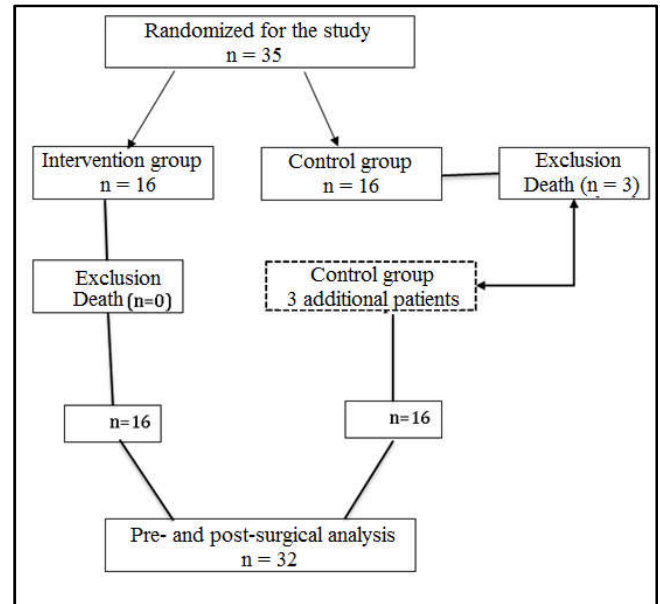 Randomized for the study
n = 35
Intervention group
n = 16
Control group
n = 16
Exclusion
Death (n = 3)
Exclusion
Death (n=0)
Control group
3 additional patients
n=16
n=16
Pre- and post-surgical analysis
n = 32